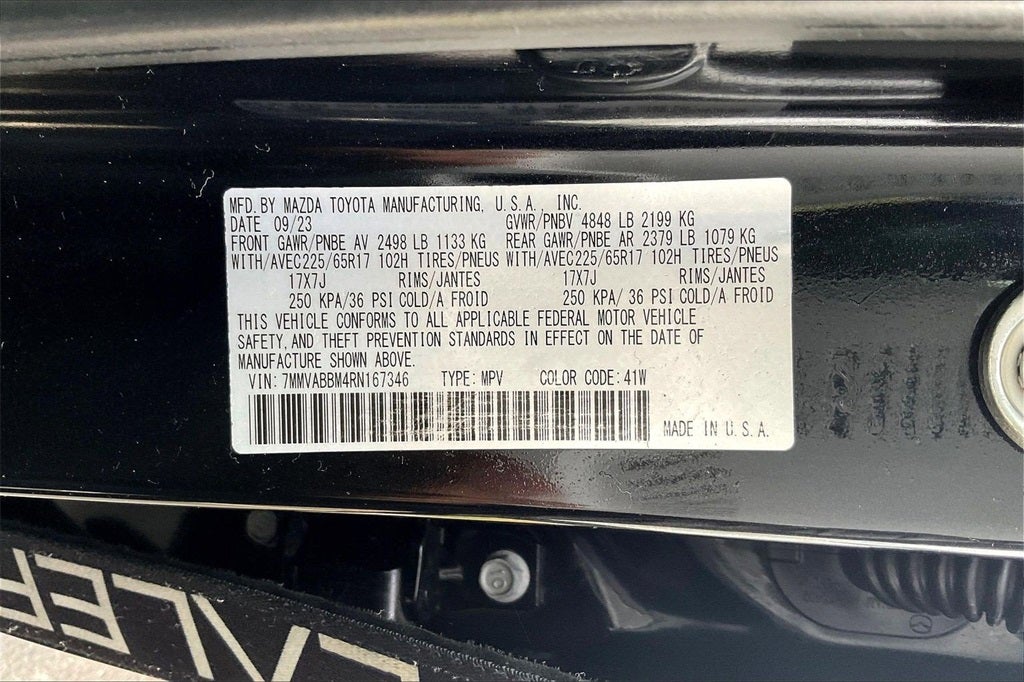 MFD. BY MAZDA TOYOTA MANUFACTURING, U.S.A., INC.
DATE 09/23 GVWR/PNBV 4848 LB 2199 KG
FRONT GAWR/PNBE AV 2498 LB 1133 KG REAR GAWR/PNBE AR 2379 LB 1079 KG
WITH/AVEC225/65R17 102H TIRES/PNEUS WITH/AVEC225/65R17 102H TIRES/PNEUS
17X7J RIMS/JANTES 17X7J RIMS/JANTES
250 KPA/36 PSI COLD/A FROID 250 KPA/36 PSI COLD/A FROID
THIS VEHICLE CONFORMS TO ALL APPLICABLE FEDERAL MOTOR VEHICLE
SAFETY, AND THEFT PREVENTION STANDARDS IN EFFECT ON THE DATE OF
MANUFACTURE SHOWN ABOVE.
VIN: 7MMVABBM4RN167346 TYPE: MPV COLOR CODE: 41W
MADE IN U.S.A.